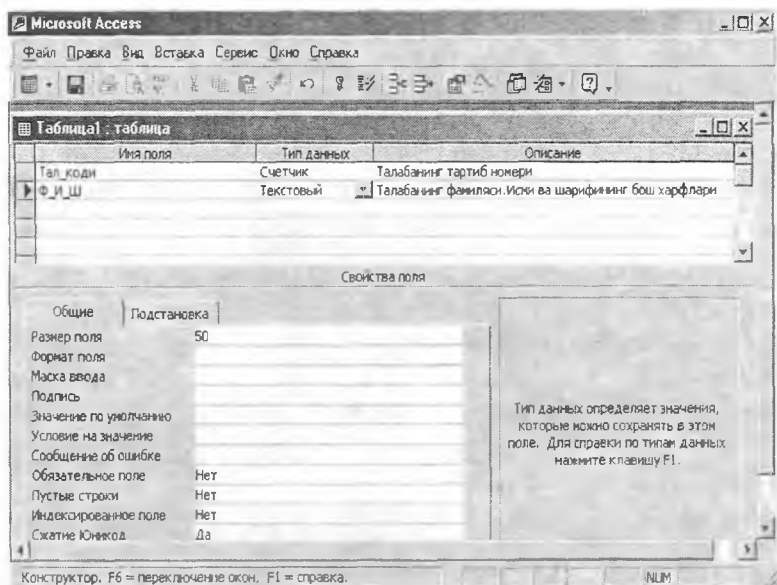 Microsoft Access
Файл Правка Вид Вставка Сервис Окно Справка
Таблица1 : таблица
Имя поля Тип данных Описание
Тал_коди Счетчик Талабанинг тартиб номери
Ф_И_Ш Текстовый Талабанинг фамиляси.Исми ва шарифининг бош харфлари
Свойства поля
Общие Подстановка
Размер поля 50
Формат поля
Маска ввода
Подпись
Значение по умолчанию
Условие на значение
Сообщение об ошибке
Обязательное поле Нет
Пустые строки Нет
Индексированное поле Нет
Сжатие Юникод Да
Тип данных определяет значения,
которые можно сохранять в этом
поле. Для справки по типам данных
нажмите клавишу F1.
Конструктор. F6 = переключение окон. F1 = справка. NUM